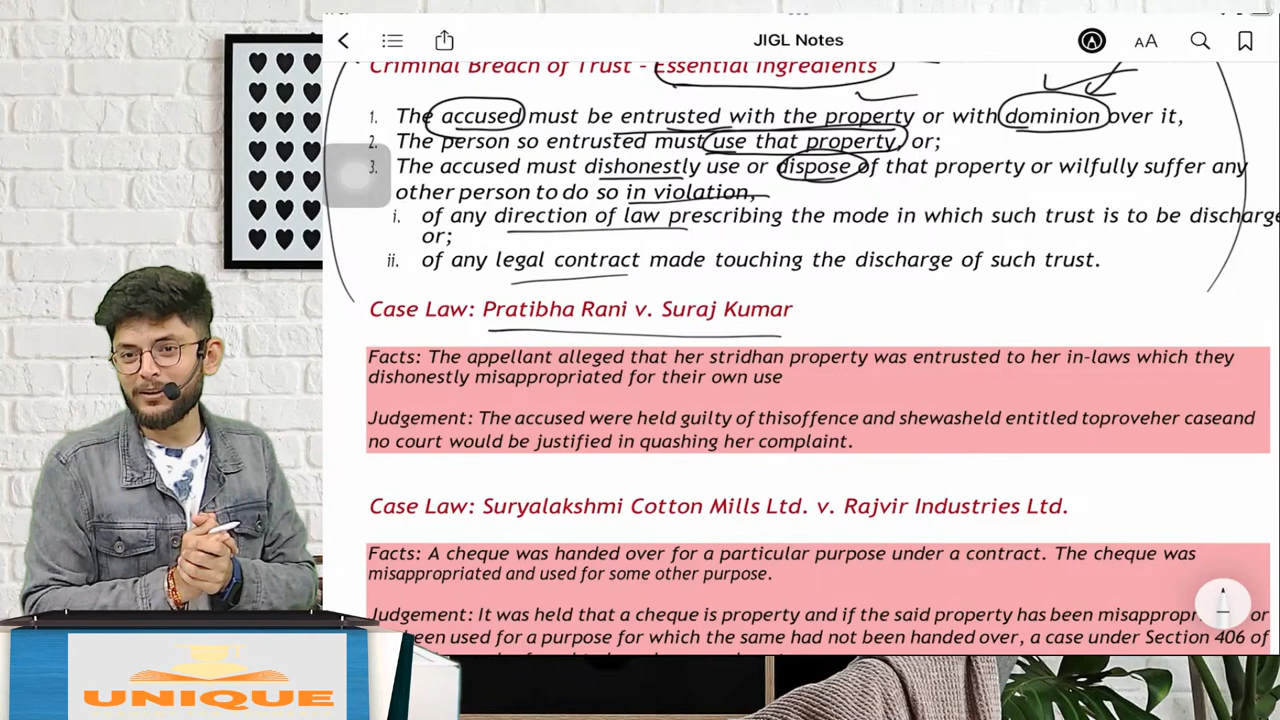 JIGL Notes
AA
Criminal Breach of Trust – Essential Ingredients
1. The accused must be entrusted with the property or with dominion over it,
2. The person so entrusted must use that property, or;
3. The accused must dishonestly use or dispose of that property or wilfully suffer any
other person to do so in violation,
i. of any direction of law prescribing the mode in which such trust is to be discharge
or;
ii. of any legal contract made touching the discharge of such trust.
Case Law: Pratibha Rani v. Suraj Kumar
Facts: The appellant alleged that her stridhan property was entrusted to her in-laws which they
dishonestly misappropriated for their own use
Judgement: The accused were held guilty of thisoffence and shewasheld entitled toproveher caseand
no court would be justified in quashing her complaint.
Case Law: Suryalakshmi Cotton Mills Ltd. v. Rajvir Industries Ltd.
Facts: A cheque was handed over for a particular purpose under a contract. The cheque was
misappropriated and used for some other purpose.
Judgement: It was held that a cheque is property and if the said property has been misappropr or
een used for a purpose for which the same had not been handed over, a case under Section 406 of
UNIQUE